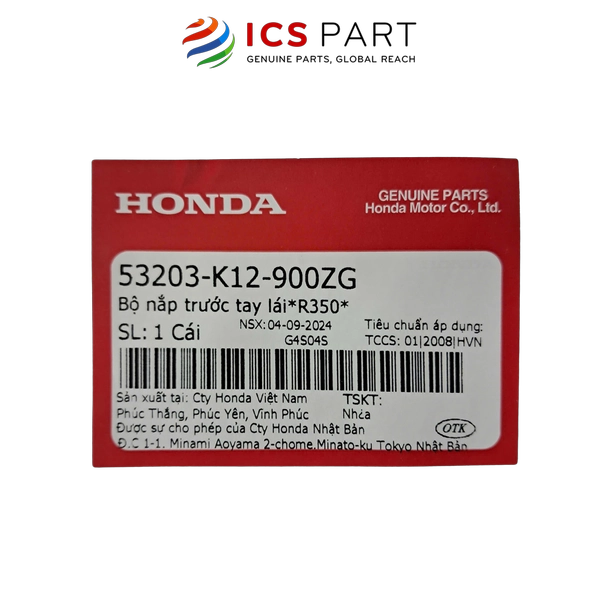 ICS PART
GENUINE PARTS, GLOBAL REACH
HONDA
GENUINE PARTS
Honda Motor Co., Ltd.
53203-K12-900ZG
Bộ nắp trước tay lái*R350*
SL: 1 Cái
NSX: 04-09-2024
G4S04S
Tiêu chuẩn áp dụng:
TCCS: 01|2008|HVN
Sản xuất tại: Cty Honda Việt Nam
Phúc Thắng, Phúc Yên, Vĩnh Phúc
Được sự cho phép của Cty Honda Nhật Bản
Đ.C 1-1. Minami Aoyama 2-chome,Minato-ku Tokyo,Nhật Bản
TSKT:
Nhựa
OTK